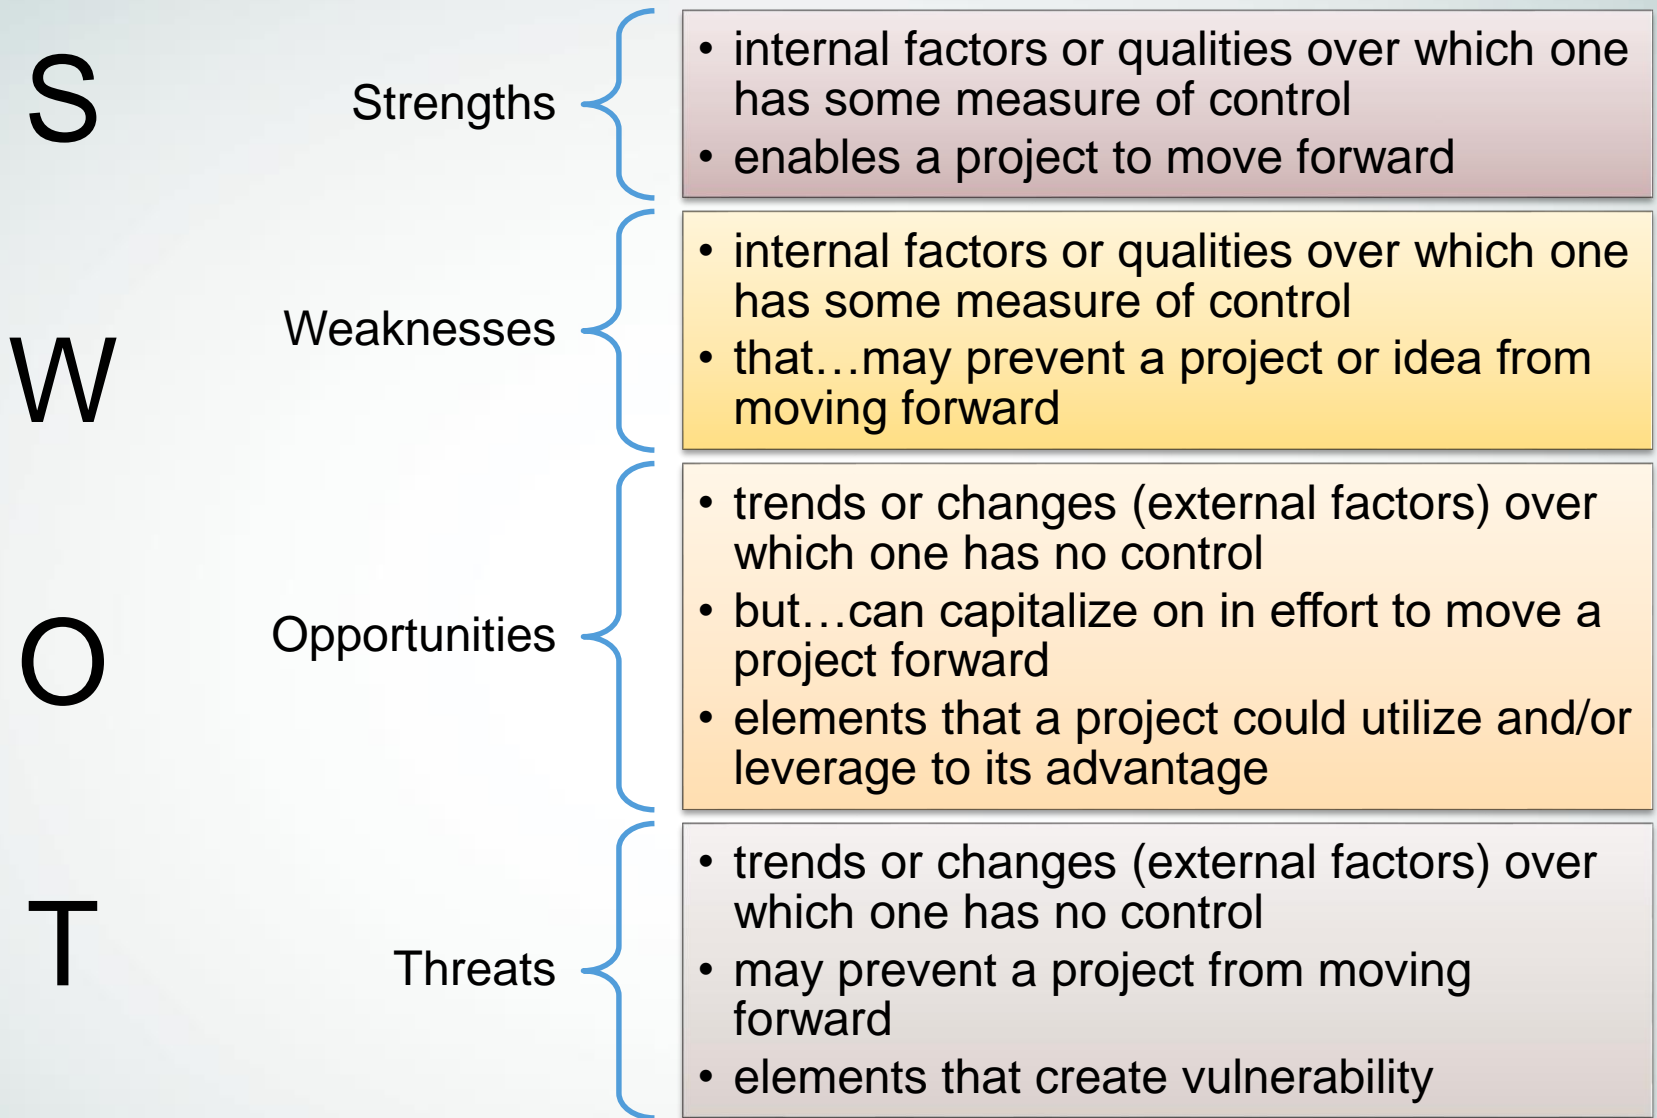 S
Strengths
• internal factors or qualities over which one
has some measure of control
• enables a project to move forward
W
Weaknesses
• internal factors or qualities over which one
has some measure of control
• that…may prevent a project or idea from
moving forward
O
Opportunities
• trends or changes (external factors) over
which one has no control
• but…can capitalize on in effort to move a
project forward
• elements that a project could utilize and/or
leverage to its advantage
T
Threats
• trends or changes (external factors) over
which one has no control
• may prevent a project from moving
forward
• elements that create vulnerability